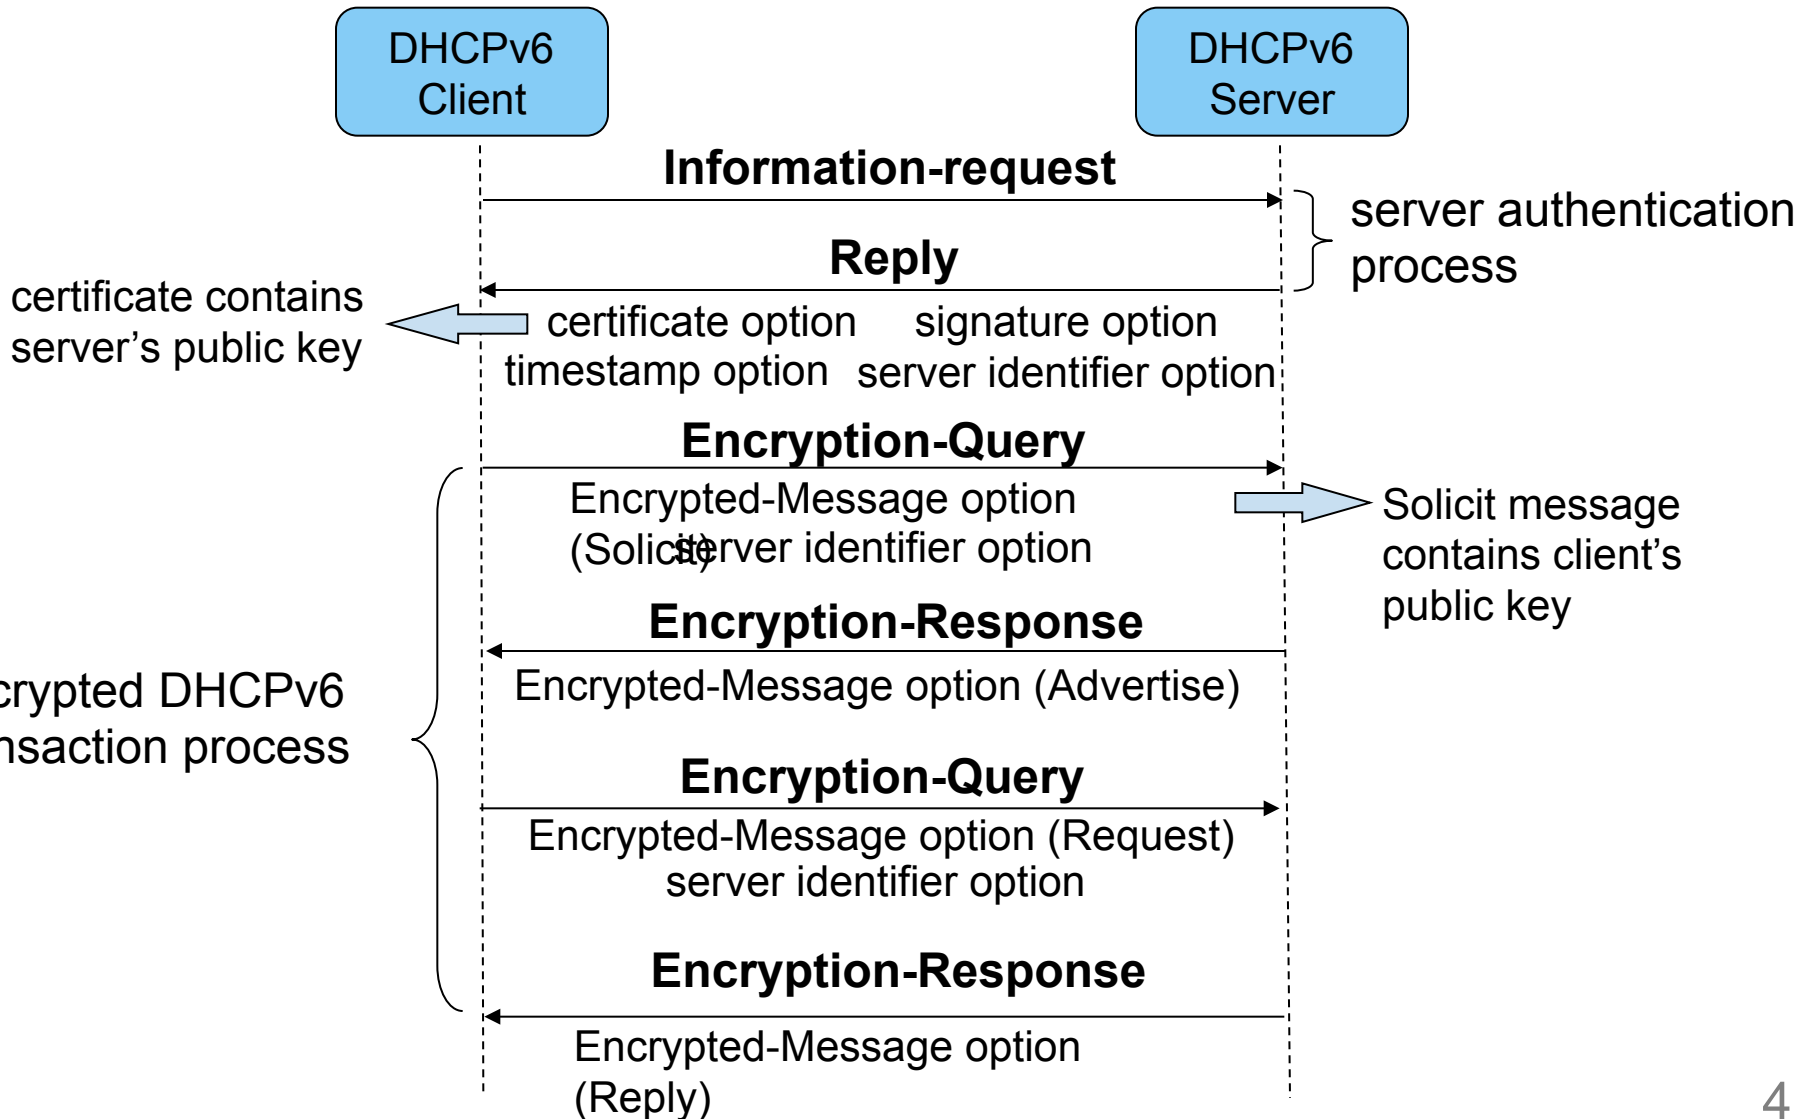 DHCPv6
Client
DHCPv6
Server
Information-request
server authentication
process
Reply
certificate contains
server’s public key
certificate option signature option
timestamp option server identifier option
Encryption-Query
Encrypted-Message option
(Solicit)
server identifier option
Solicit message
contains client’s
public key
Encryption-Response
Encrypted-Message option (Advertise)
crypted DHCPv6
nsaction process
Encryption-Query
Encrypted-Message option (Request)
server identifier option
Encryption-Response
Encrypted-Message option
(Reply)
4